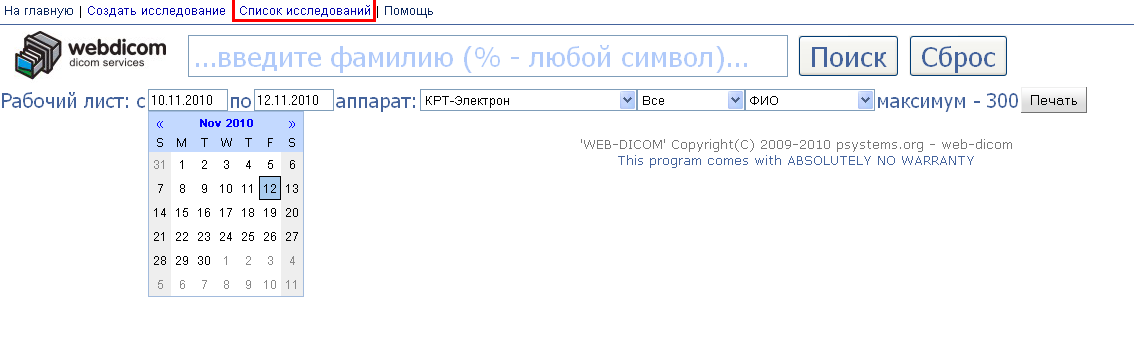 На главную | Создать исследование Список исследований | Помощь
webdicom
dicom services
...введите фамилию (% - любой символ)...
Поиск Сброс
Рабочий лист: с 10.11.2010 по 12.11.2010 аппарат: КРТ-Электрон Все ФИО максимум - 300 Печать
« Nov 2010 »
S M T W T F S
31 1 2 3 4 5 6
7 8 9 10 11 12 13
14 15 16 17 18 19 20
21 22 23 24 25 26 27
28 29 30 1 2 3 4
5 6 7 8 9 10 11
'WEB-DICOM' Copyright(C) 2009-2010 psystems.org - web-dicom
This program comes with ABSOLUTELY NO WARRANTY